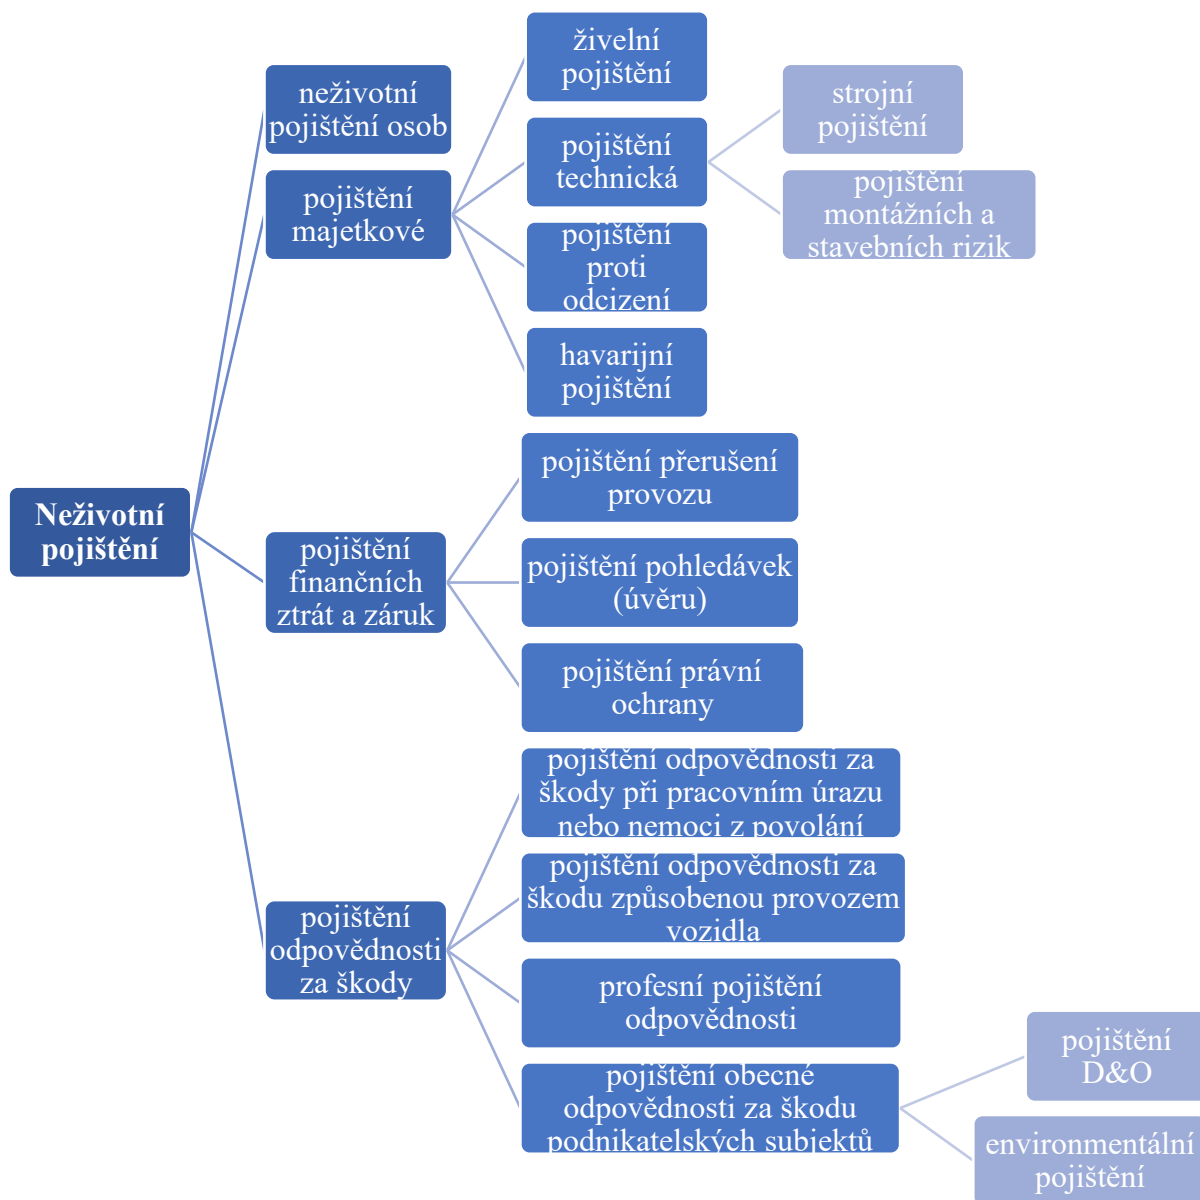 Neživotní
pojištění
neživotní
pojištění osob
pojištění
majetkové
živelní
pojištění
pojištění
technická
strojní
pojištění
pojištění
montážních a
stavebních rizik
pojištění
proti
odcizení
havarijní
pojištění
pojištění
finančních
ztrát a záruk
pojištění přerušení
provozu
pojištění pohledávek
(úvěru)
pojištění právní
ochrany
pojištění
odpovědnosti
za škody
pojištění odpovědnosti za
škody při pracovním úrazu
nebo nemoci z povolání
pojištění odpovědnosti za
škodu způsobenou provozem
vozidla
profesní pojištění
odpovědnosti
pojištění obecné
odpovědnosti za škodu
podnikatelských subjektů
pojištění
D&O
environmentální
pojištění